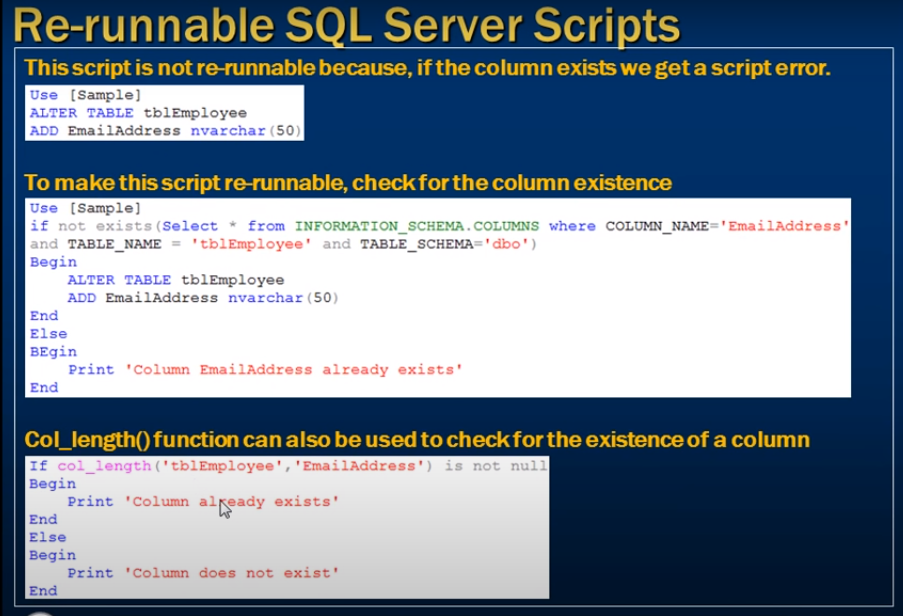 Re-runnable SQL Server Scripts
This script is not re-runnable because, if the column exists we get a script error.
Use [Sample]
ALTER TABLE tblEmployee
ADD EmailAddress nvarchar(50)
To make this script re-runnable, check for the column existence
Use [Sample]
if not exists(Select * from INFORMATION_SCHEMA.COLUMNS where COLUMN_NAME='EmailAddress'
and TABLE_NAME = 'tblEmployee' and TABLE_SCHEMA='dbo')
Begin
ALTER TABLE tblEmployee
ADD EmailAddress nvarchar(50)
End
Else
BEgin
Print 'Column EmailAddress already exists'
End
Col_length() function can also be used to check for the existence of a column
If col_length('tblEmployee','EmailAddress') is not null
Begin
Print 'Column already exists'
End
Else
Begin
Print 'Column does not exist'
End